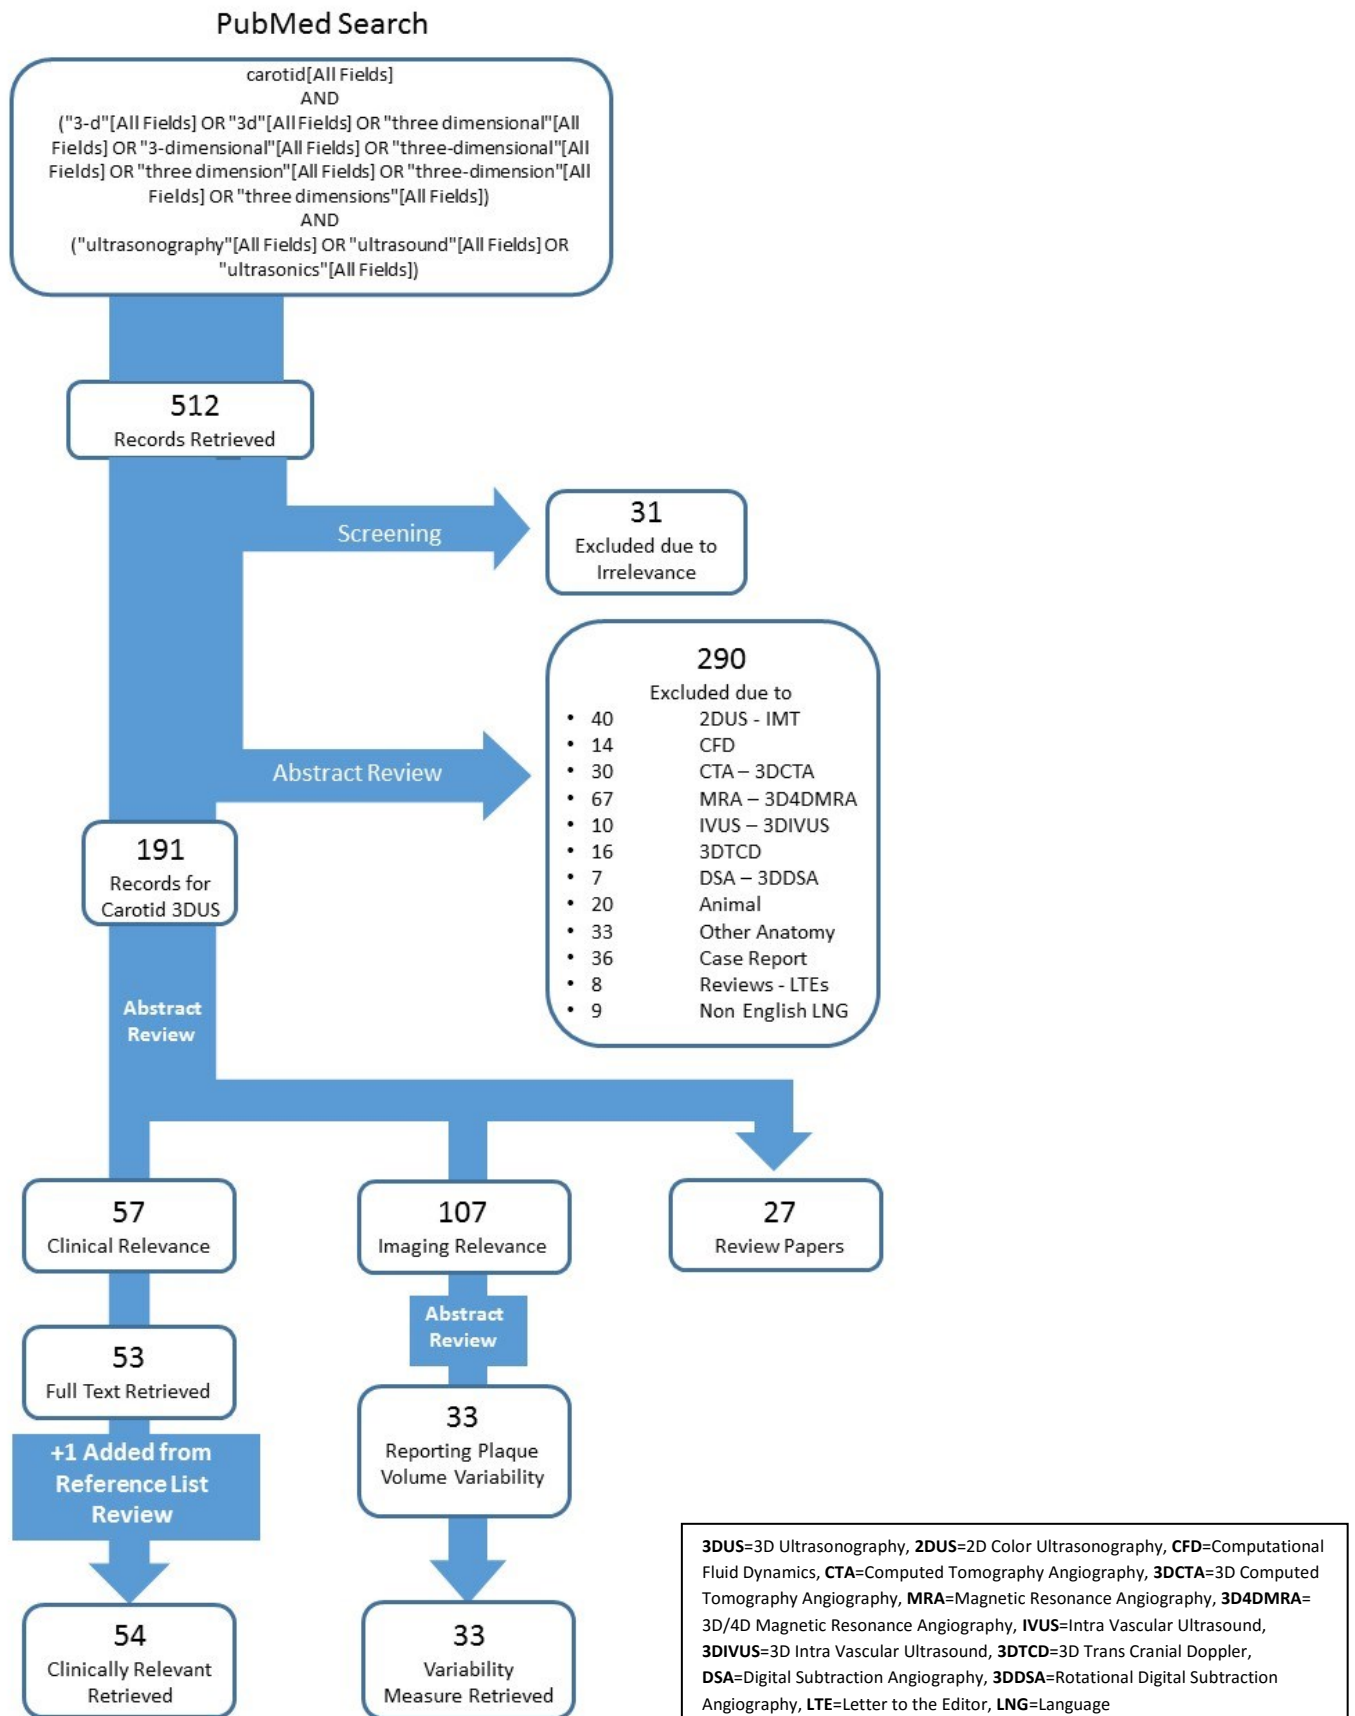 PubMed Search
carotid[All Fields]
AND
("3-d"[All Fields] OR "3d"[All Fields] OR "three dimensional"[All
Fields] OR "3-dimensional"[All Fields] OR "three-dimensional"[All
Fields] OR "three dimension"[All Fields] OR "three-dimension"[All
Fields] OR "three dimensions"[All Fields])
AND
("ultrasonography"[All Fields] OR "ultrasound"[All Fields] OR
"ultrasonics"[All Fields])
512
Records Retrieved
Screening
31
Excluded due to
Irrelevance
Abstract Review
290
Excluded due to
• 40 2DUS - IMT
• 14 CFD
• 30 CTA – 3DCTA
• 67 MRA – 3D4DMRA
• 10 IVUS – 3DIVUS
• 16 3DTCD
• 7 DSA – 3DDSA
• 20 Animal
• 33 Other Anatomy
• 36 Case Report
• 8 Reviews - LTEs
• 9 Non English LNG
191
Records for
Carotid 3DUS
Abstract
Review
57
Clinical Relevance
107
Imaging Relevance
27
Review Papers
53
Full Text Retrieved
Abstract
Review
+1 Added from
Reference List
Review
33
Reporting Plaque
Volume Variability
54
Clinically Relevant
Retrieved
33
Variability
Measure Retrieved
3DUS=3D Ultrasonography, 2DUS=2D Color Ultrasonography, CFD=Computational
Fluid Dynamics, CTA=Computed Tomography Angiography, 3DCTA=3D Computed
Tomography Angiography, MRA=Magnetic Resonance Angiography, 3D4DMRA=
3D/4D Magnetic Resonance Angiography, IVUS=Intra Vascular Ultrasound,
3DIVUS=3D Intra Vascular Ultrasound, 3DTCD=3D Trans Cranial Doppler,
DSA=Digital Subtraction Angiography, 3DDSA=Rotational Digital Subtraction
Angiography, LTE=Letter to the Editor, LNG=Language